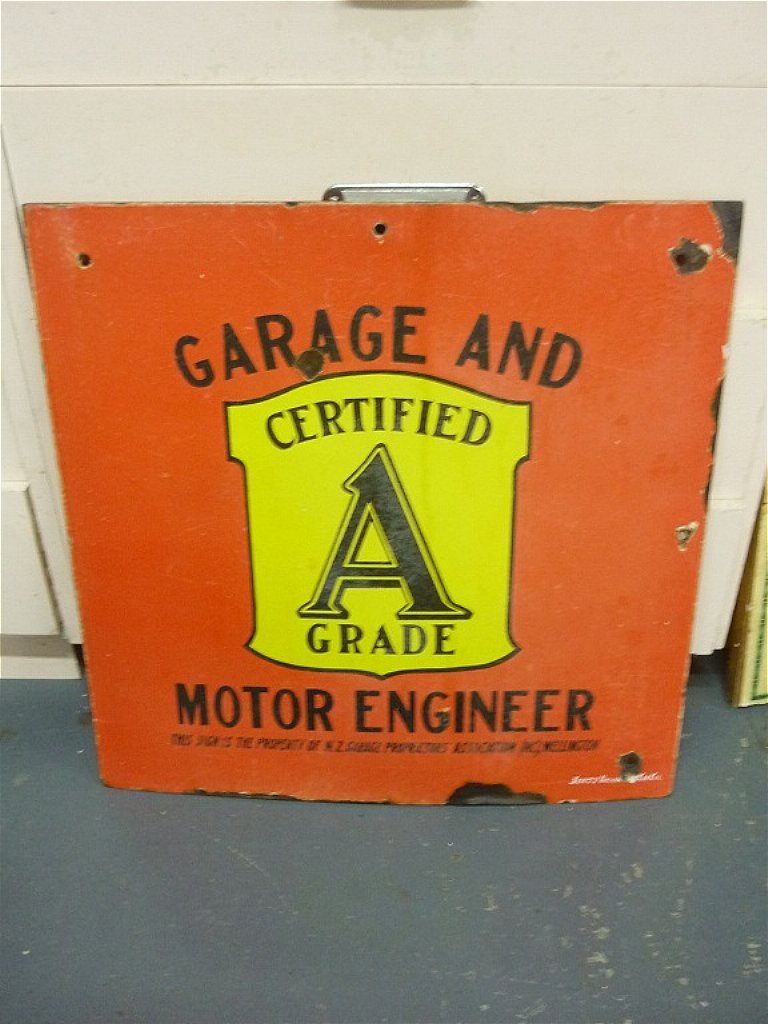 GARAGE AND
CERTIFIED
A
GRADE
MOTOR ENGINEER
THIS SIGN IS THE PROPERTY OF N.Z. GARAGE PROPRIETORS ASSOCIATION INC, WELLINGTON